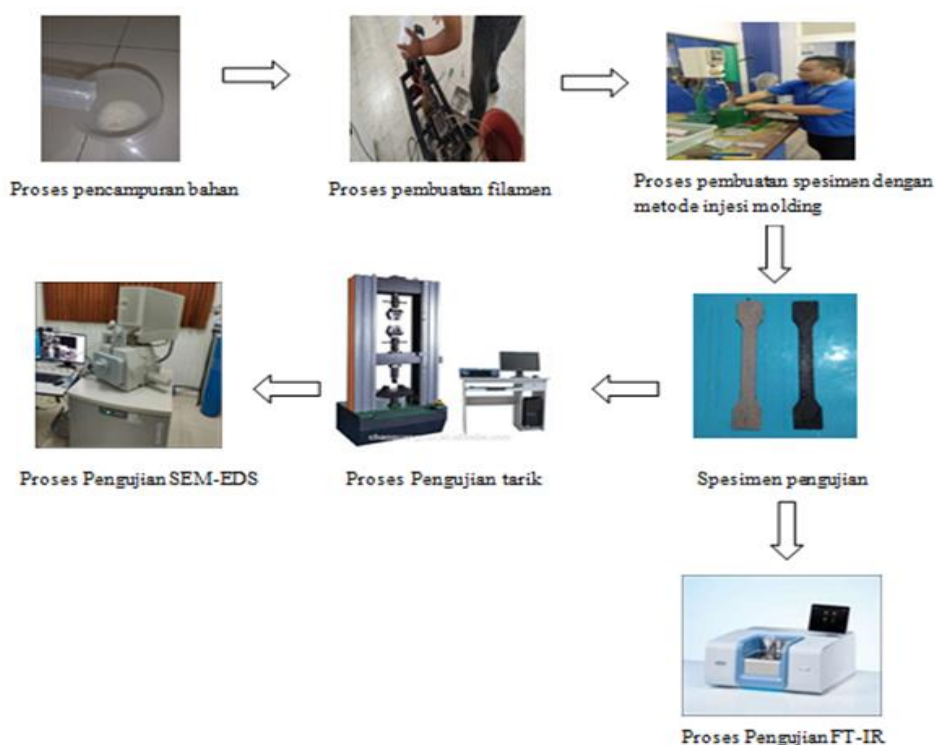 Proses pencampuran bahan
Proses pembuatan filamen
Proses pembuatan spesimen dengan
metode injesi molding
Proses Pengujian SEM-EDS
Proses Pengujian tarik
Spesimen pengujian
Proses Pengujian FT-IR